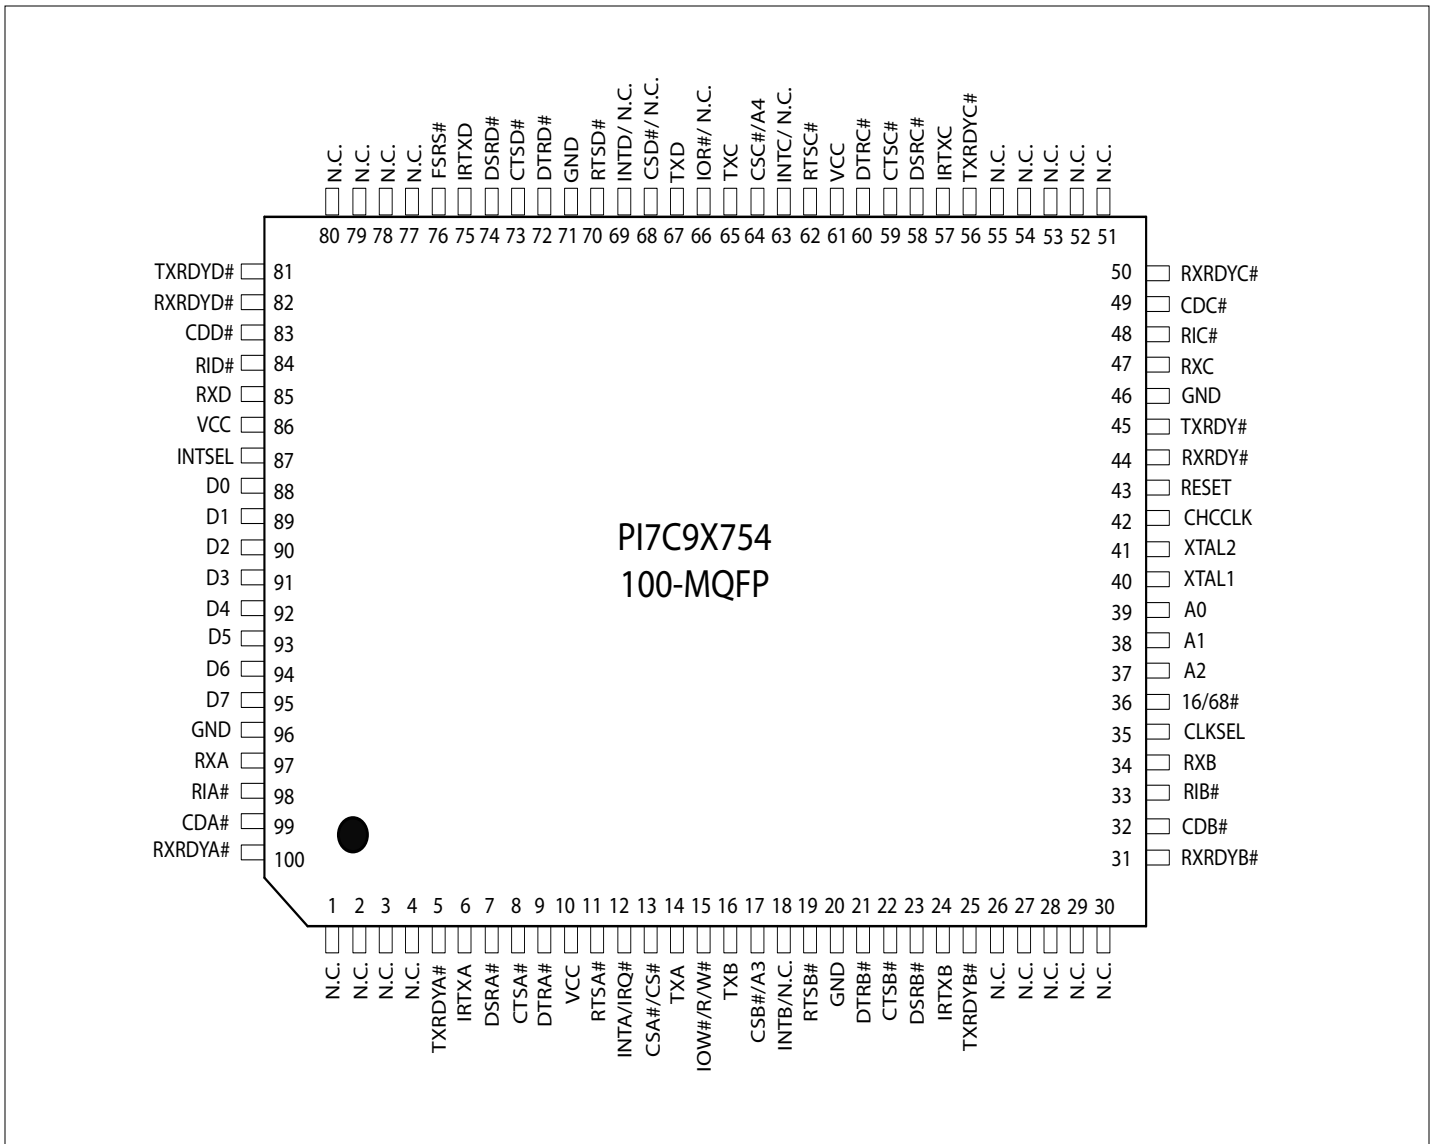 N.C.
N.C.
N.C.
N.C.
FSRS#
IRTXD
DSRD#
CTSD#
DTRD#
GND
RTSD#
INTD/ N.C.
CSD#/ N.C.
TXD
IOR#/ N.C.
TXC
CSC#/A4
INTC/ N.C.
RTSC#
VCC
DTRC#
CTSC#
DSRC#
IRTXC
TXRDYC#
N.C.
N.C.
N.C.
N.C.
N.C.
80 79 78 77 76 75 74 73 72 71 70 69 68 67 66 65 64 63 62 61 60 59 58 57 56 55 54 53 52 51
TXRDYD# 81
RXRDYD# 82
CDD# 83
RID# 84
RXD 85
VCC 86
INTSEL 87
D0 88
D1 89
D2 90
D3 91
D4 92
D5 93
D6 94
D7 95
GND 96
RXA 97
RIA# 98
CDA# 99
RXRDYA# 100
PI7C9X754
100-MQFP
50 RXRDYC#
49 CDC#
48 RIC#
47 RXC
46 GND
45 TXRDY#
44 RXRDY#
43 RESET
42 CHCCLK
41 XTAL2
40 XTAL1
39 A0
38 A1
37 A2
36 16/68#
35 CLKSEL
34 RXB
33 RIB#
32 CDB#
31 RXRDYB#
1 2 3 4 5 6 7 8 9 10 11 12 13 14 15 16 17 18 19 20 21 22 23 24 25 26 27 28 29 30
N.C.
N.C.
N.C.
N.C.
TXRDYA#
IRTXA
DSRA#
CTSA#
DTRA#
VCC
RTSA#
INTA/IRQ#
CSA#/CS#
TXA
IOW#/R/W#
TXB
CSB#/A3
INTB/N.C.
RTSB#
GND
DTRB#
CTSB#
DSRB#
IRTXB
TXRDYB#
N.C.
N.C.
N.C.
N.C.
N.C.